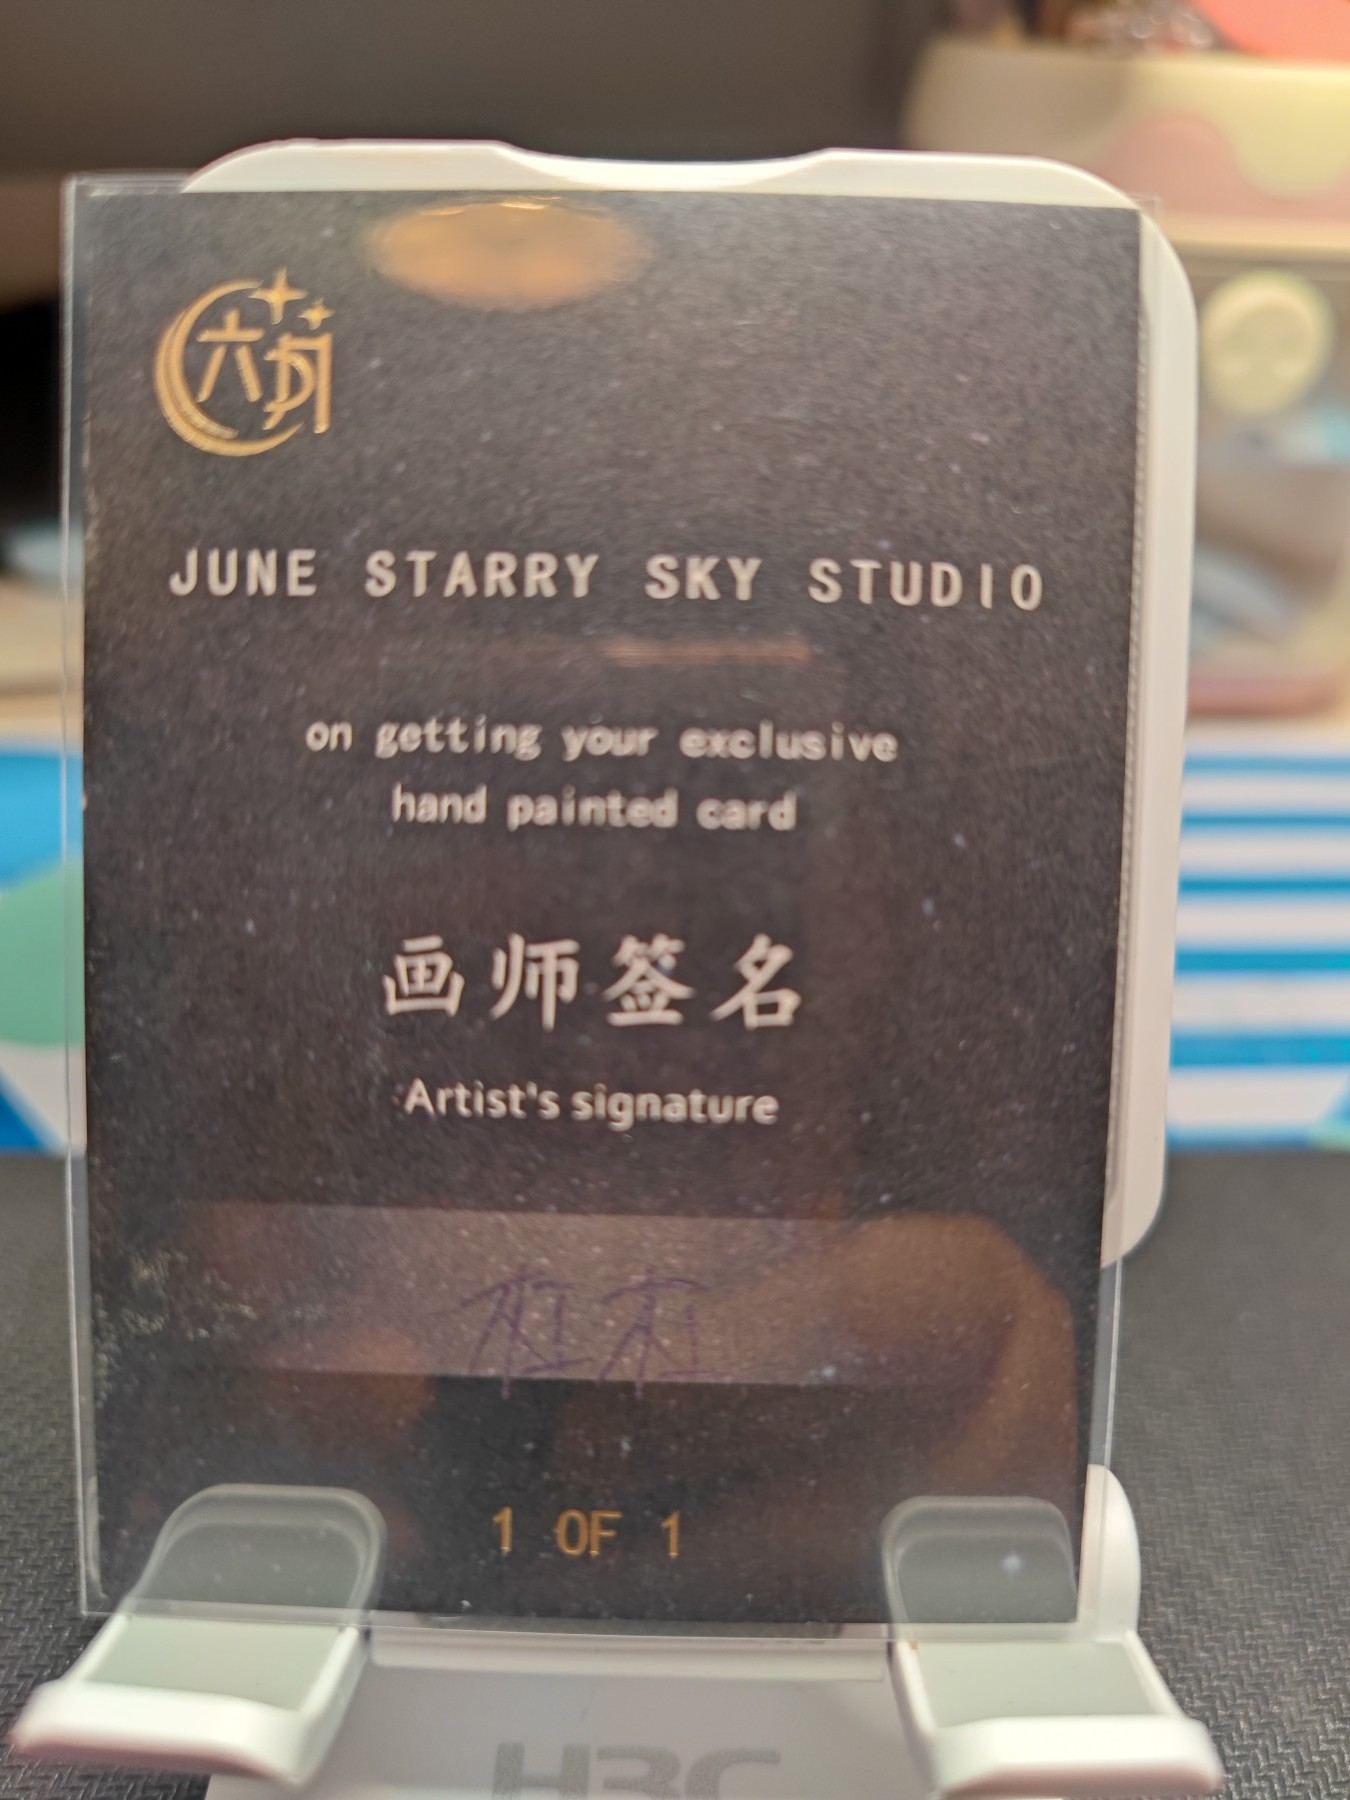 六月
JUNE STARRY SKY STUDIO
on getting your exclusive
hand painted card
画师签名
Artist's signature
1 OF 1
H3C